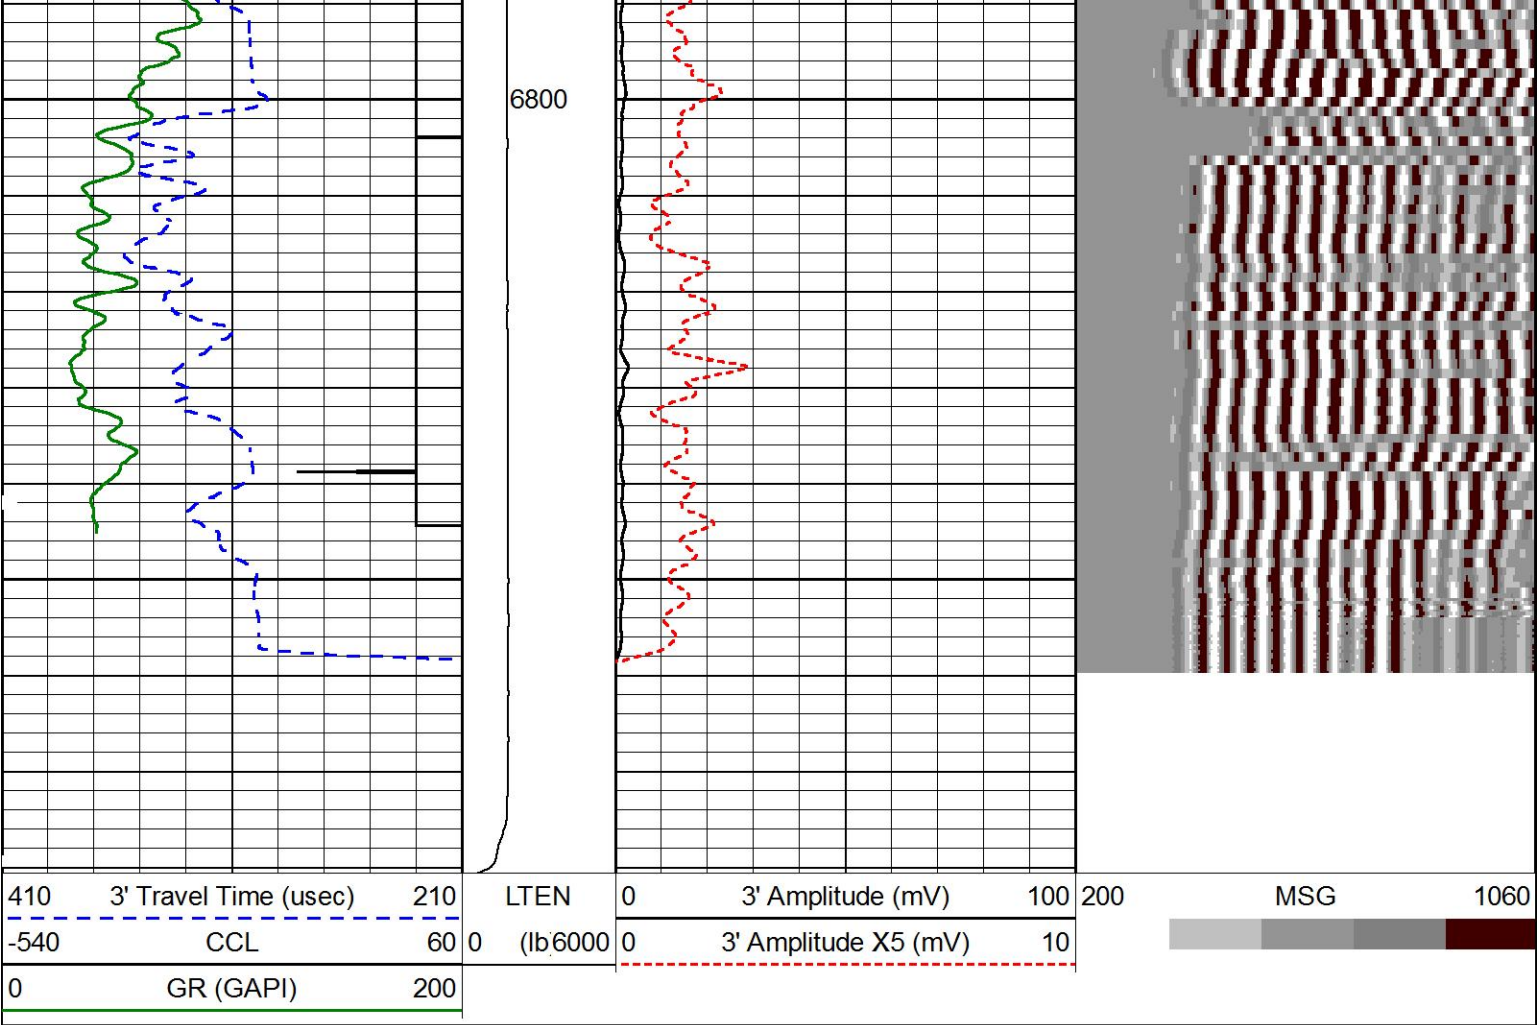 6800
410 3' Travel Time (usec) 210 LTEN 0 3' Amplitude (mV) 100 200 MSG 1060
-540 CCL 60 0 (lb 6000 0 3' Amplitude X5 (mV) 10
0 GR (GAPI) 200